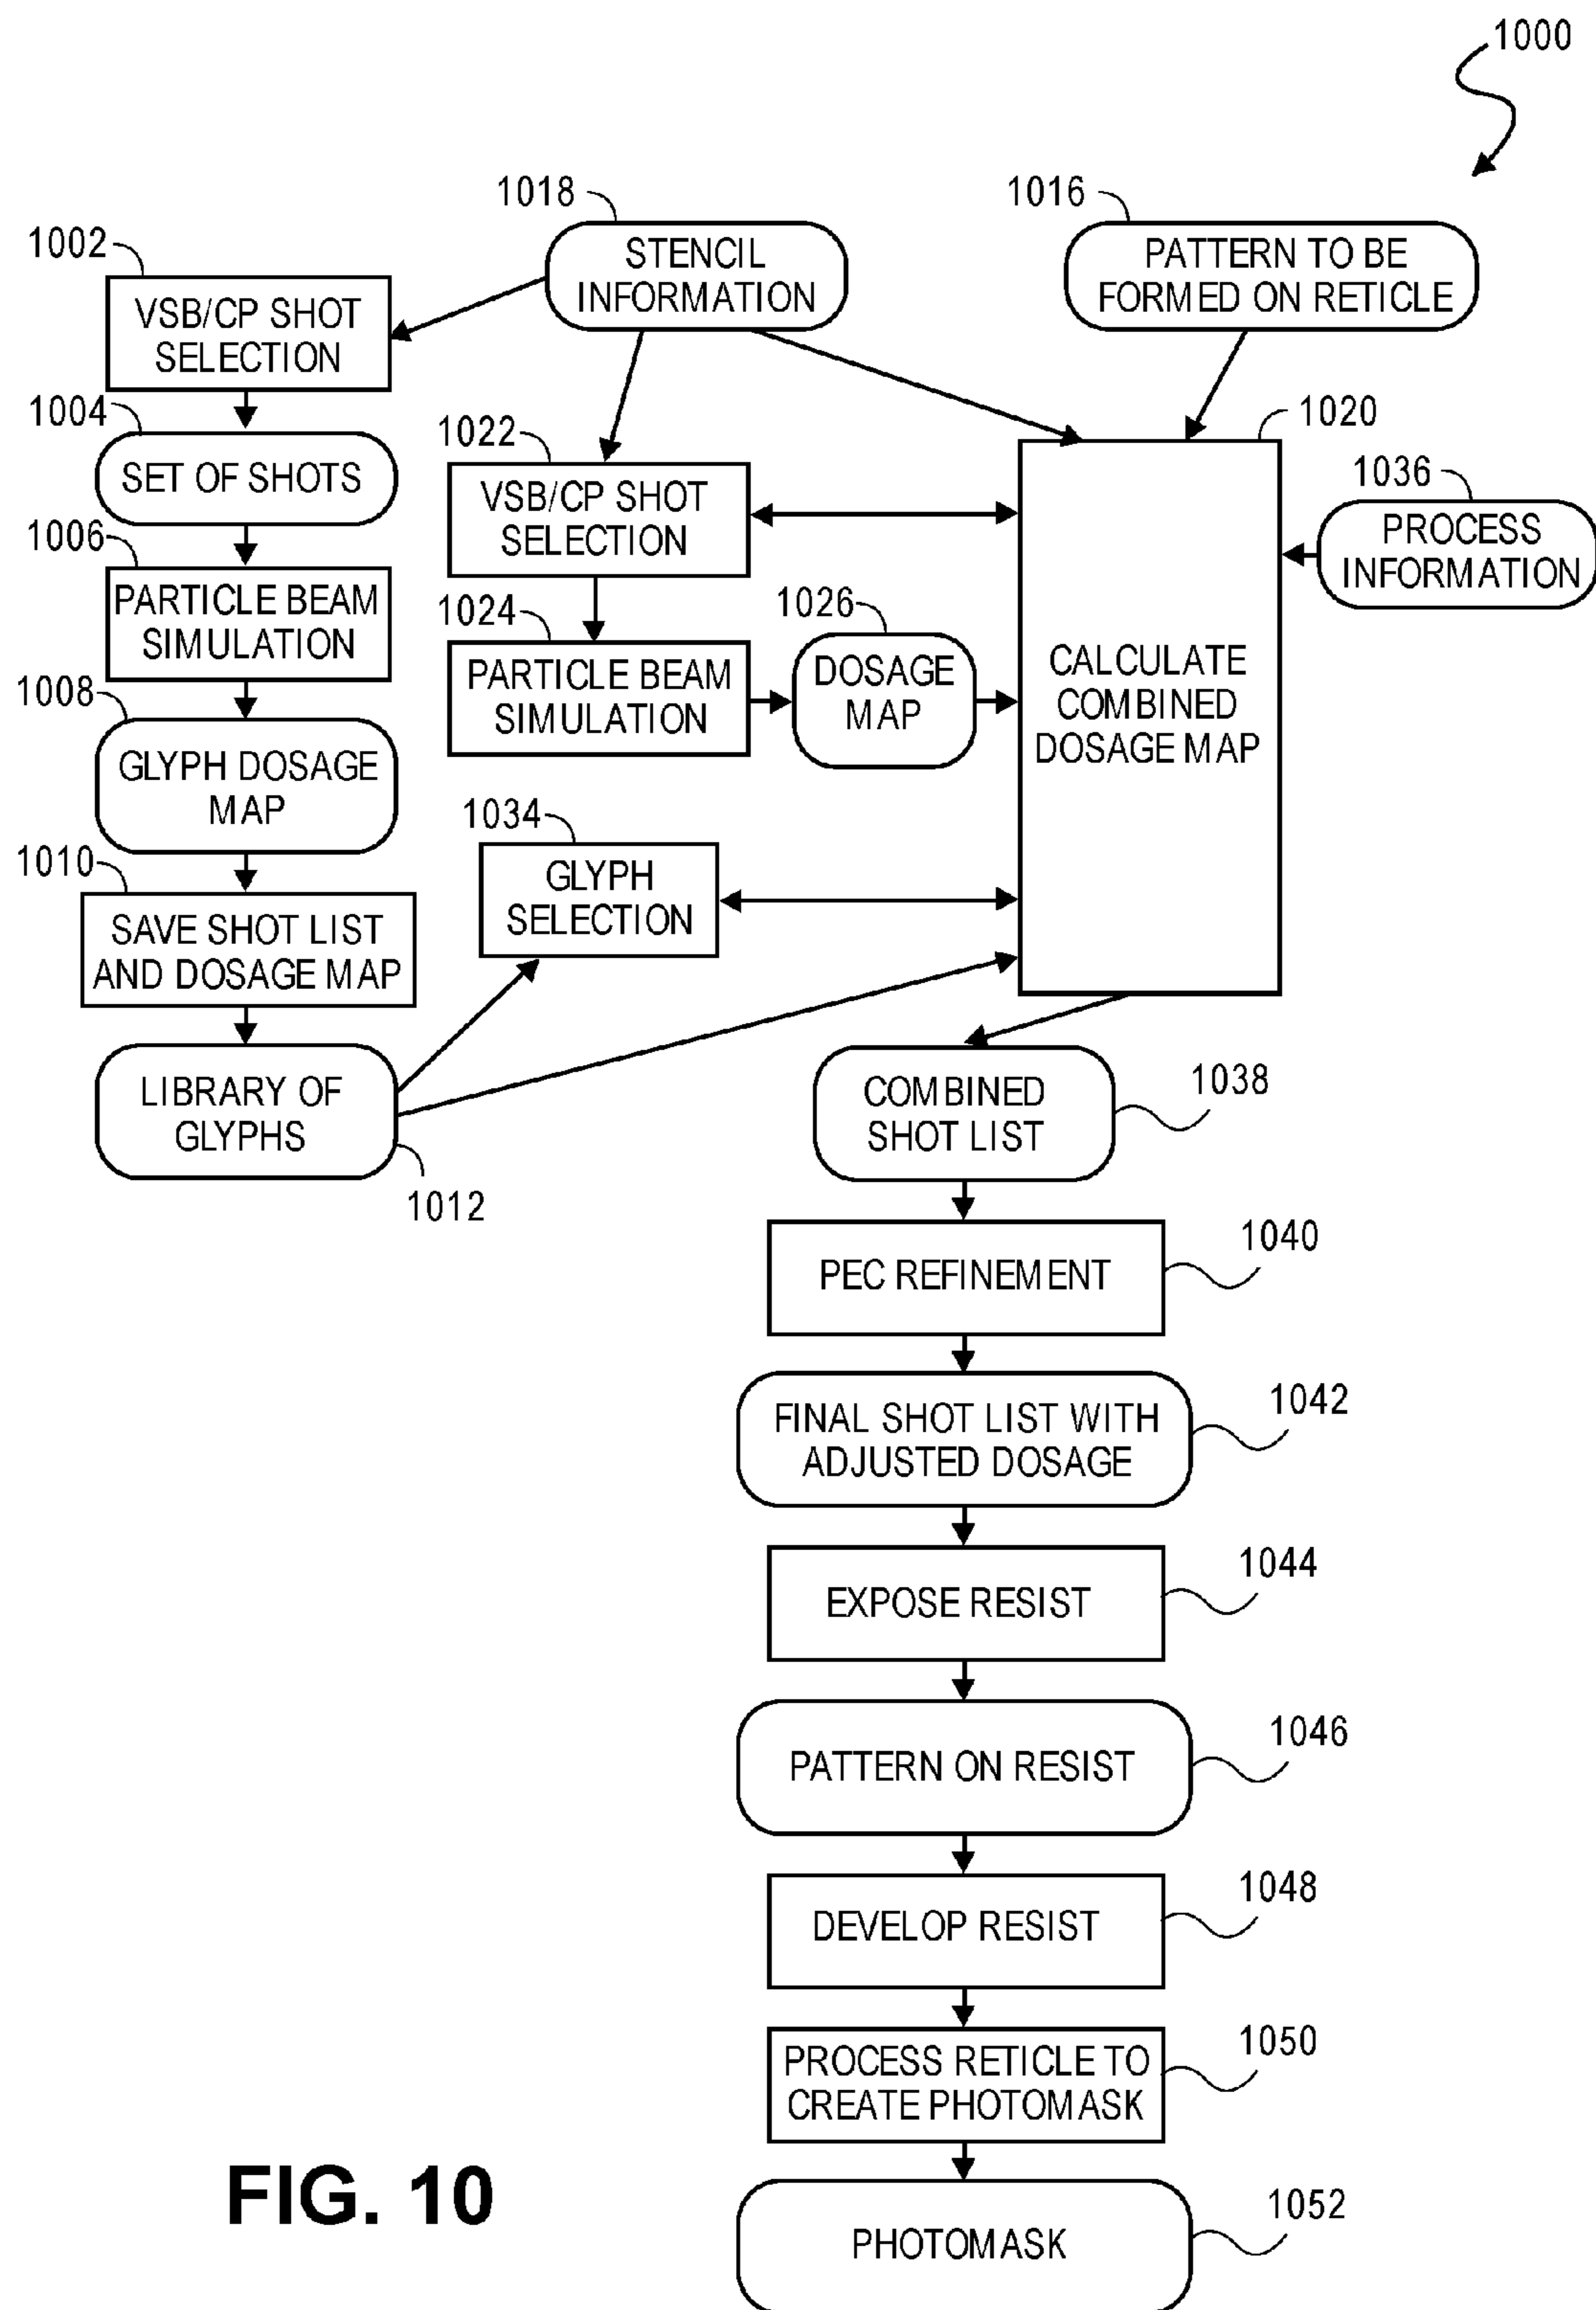 1000
1018
1016
1002
STENCIL
INFORMATION
PATTERN TO BE
FORMED ON RETICLE
VSB/CP SHOT
SELECTION
1004
1022
1020
SET OF SHOTS
VSB/CP SHOT
SELECTION
1036
PROCESS
INFORMATION
1006
PARTICLE BEAM
SIMULATION
1024
1026
PARTICLE BEAM
SIMULATION
DOSAGE
MAP
CALCULATE
COMBINED
DOSAGE MAP
1008
GLYPH DOSAGE
MAP
1034
GLYPH
SELECTION
1010
SAVE SHOT LIST
AND DOSAGE MAP
LIBRARY OF
GLYPHS
1012
COMBINED
SHOT LIST
1038
PEC REFINEMENT
1040
FINAL SHOT LIST WITH
ADJUSTED DOSAGE
1042
EXPOSE RESIST
1044
PATTERN ON RESIST
1046
DEVELOP RESIST
1048
PROCESS RETICLE TO
CREATE PHOTOMASK
1050
PHOTOMASK
1052
FIG. 10